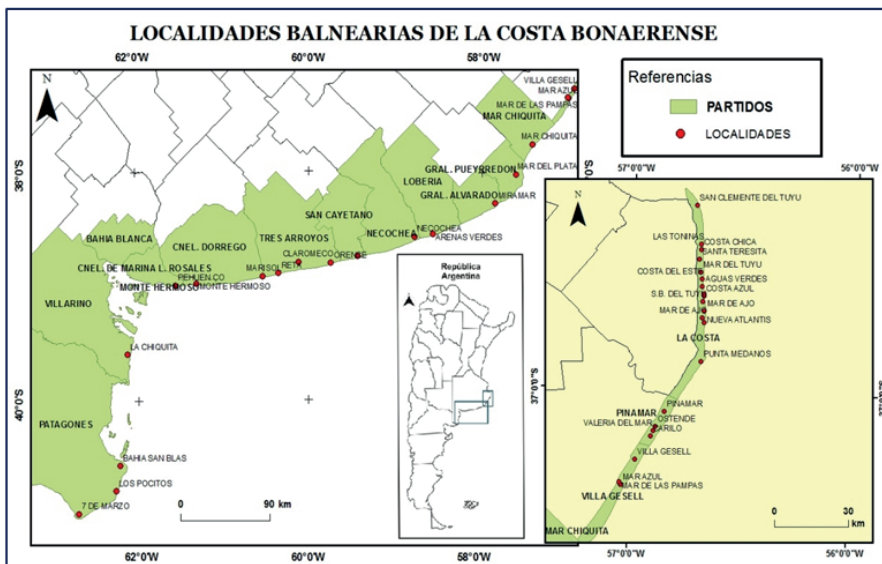 LOCALIDADES BALNEARIAS DE LA COSTA BONAERENSE
62°0'W
60°0'W
58°0'W
N
VILLA GESELL
MAR AZUL
MAR DE LAS PAMPAS
MAR CHIQUITA
MAR CHIQUITA
38°0'S
GRAL. PUEYRREDON
MAR DEL PLATA
LOBERIA
GRAL. ALVARADO
MIRAMAR
SAN CAYETANO
NECOCHEA
NECOCHEA
ARENAS VERDES
BAHIA BLANCA
CNEL. DORREGO
TRES ARROYOS
CLAROMECO
ORENSE
CNEL. DE MARINA L. ROSALES
MARISOL
RETA
PEHUEN CO
MONTE HERMOSO
MONTE HERMOSO
VILLARINO
LA CHIQUITA
40°0'S
PATAGONES
BAHIA SAN BLAS
LOS POCITOS
7 DE MARZO
0
90 km
62°0'W
60°0'W
58°0'W
República
Argentina
Referencias
PARTIDOS
LOCALIDADES
57°0'0"W
56°0'0"W
0°S
N
SAN CLEMENTE DEL TUYU
LAS TONINAS
COSTA CHICA
SANTA TERESITA
MAR DEL TUYU
COSTA DEL ESTE
AGUAS VERDES
COSTA AZUL
S.B. DEL TUYU
MAR DE AJO
MAR DE AJO
NUEVA ATLANTIS
LA COSTA
PUNTA MEDANOS
37°0'0"S
37°0'0"S
PINAMAR
PINAMAR
OSTENDE
VALERIA DEL MAR
CARILO
VILLA GESELL
MAR AZUL
MAR DE LAS PAMPAS
VILLA GESELL
MAR CHIQUITA
0
30
km
57°0'0"W
56°0'0"W